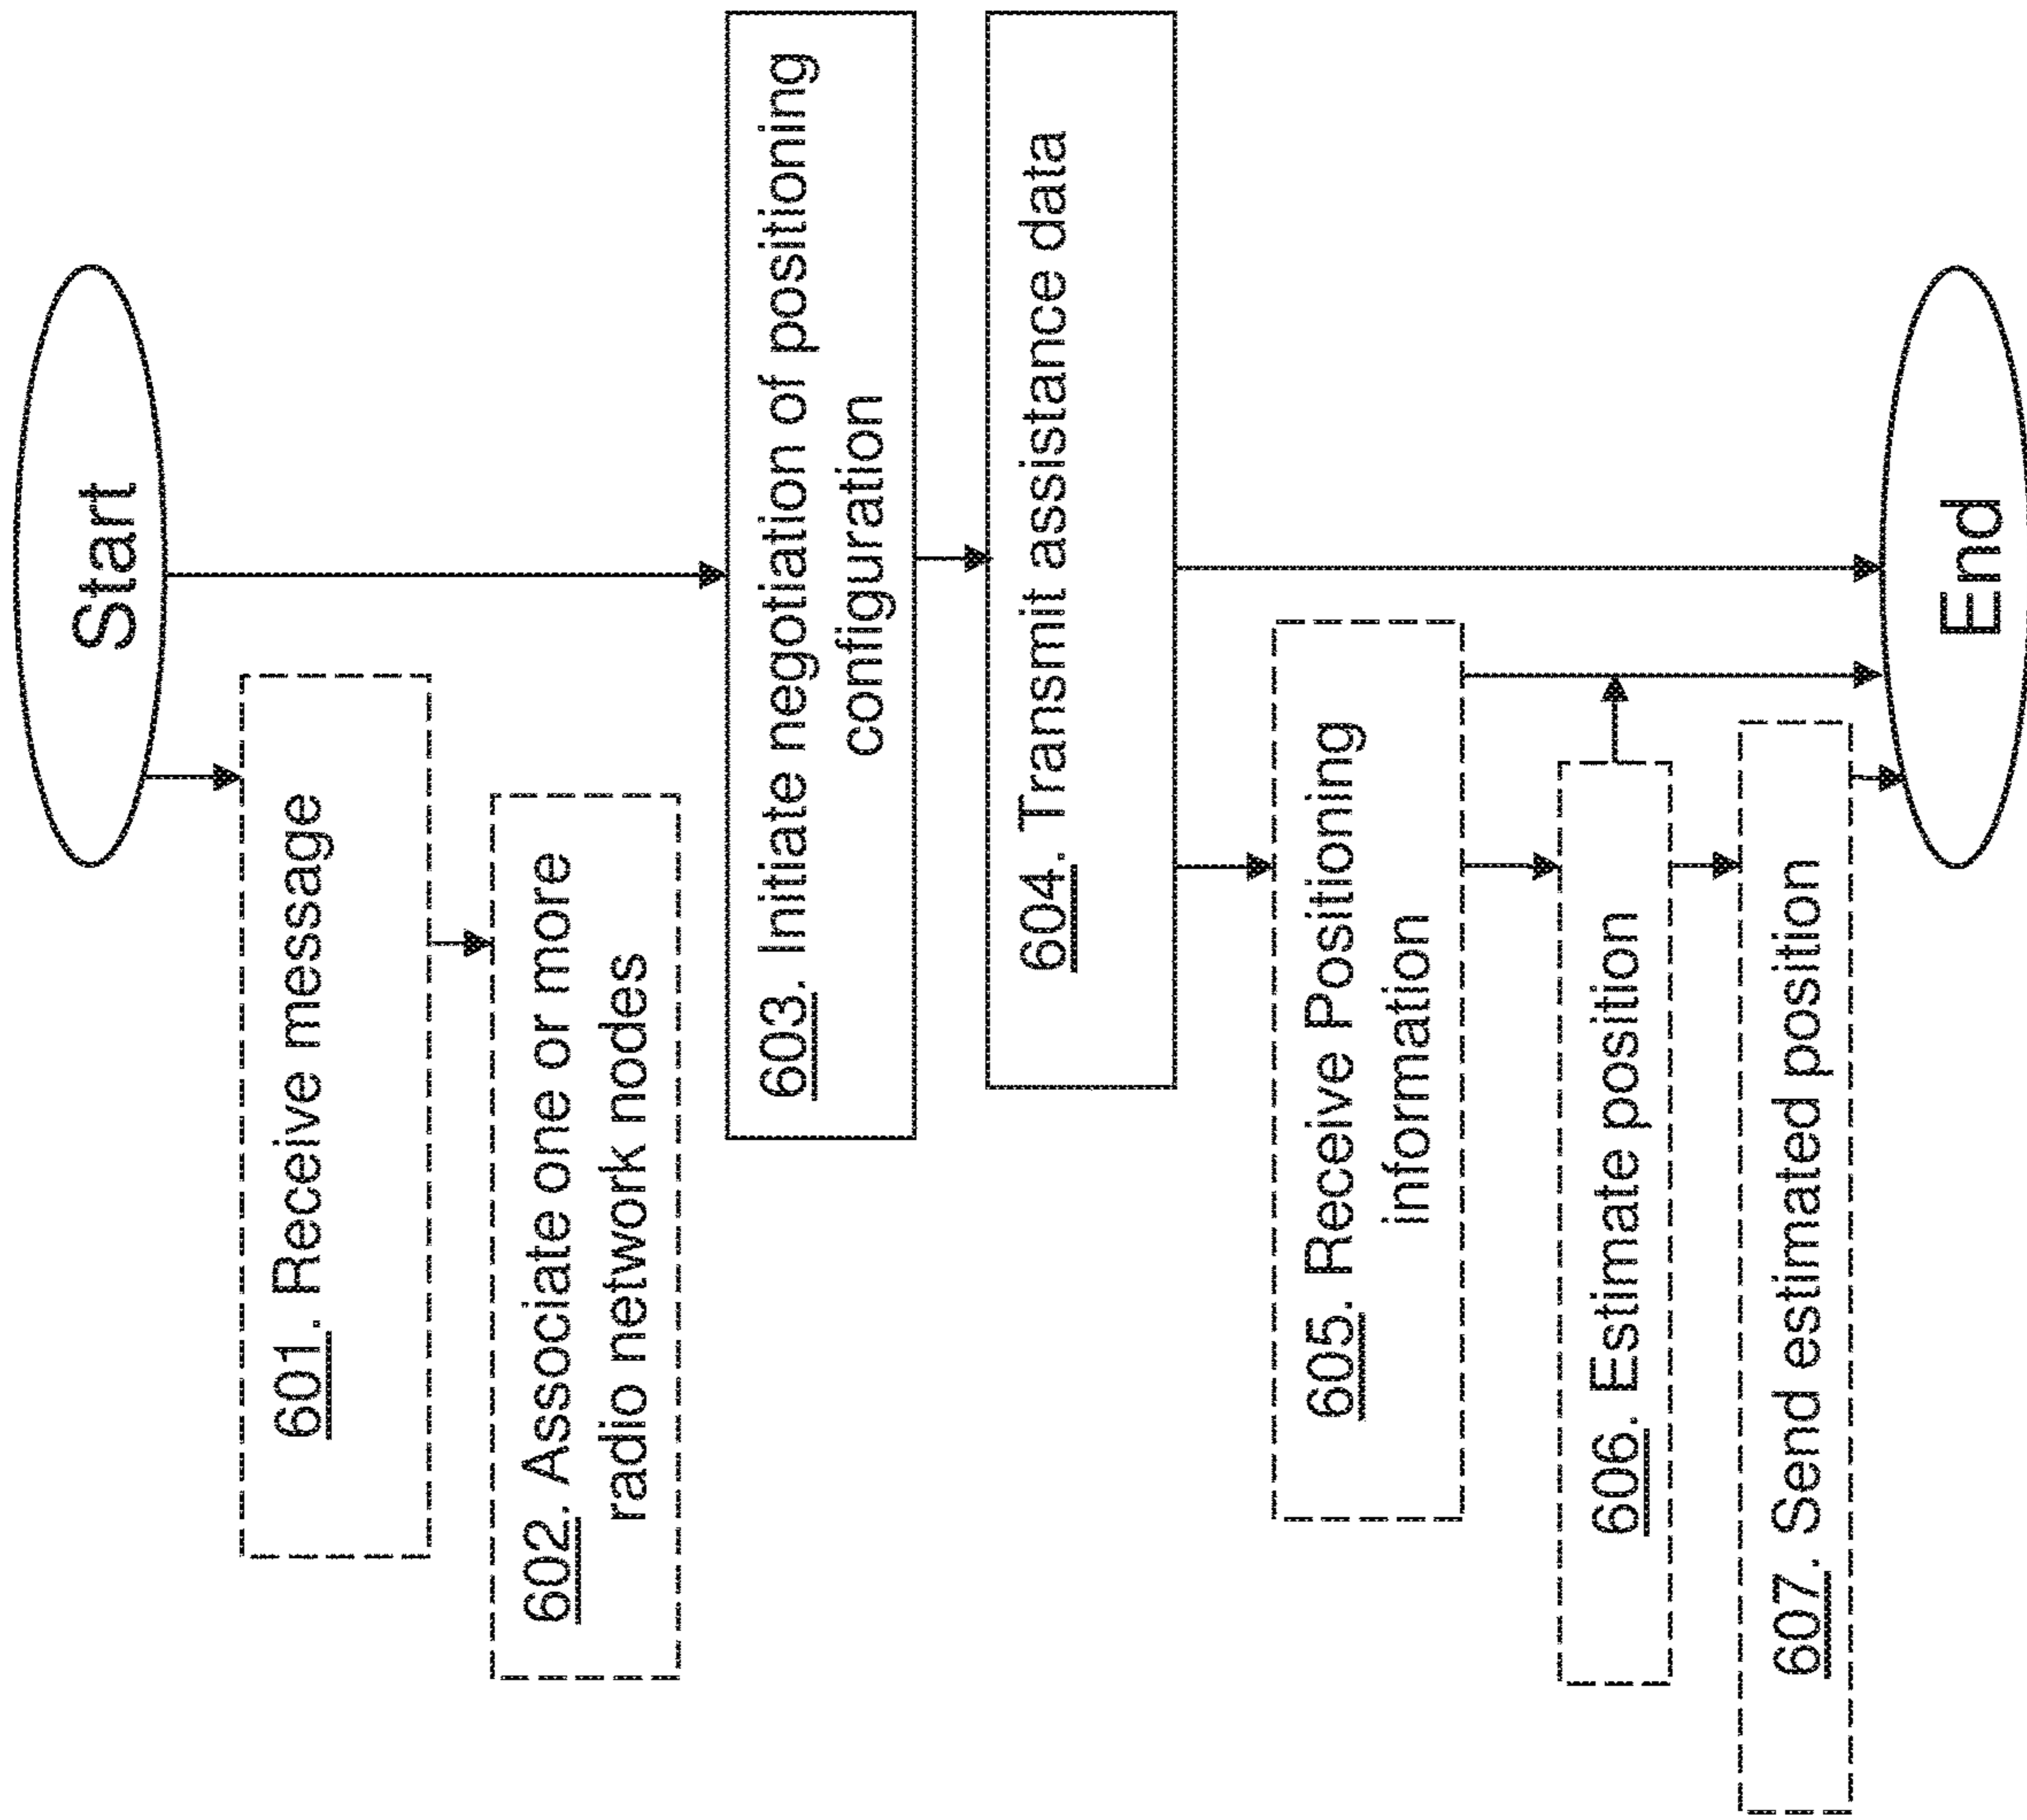 Start
601. Receive message
602. Associate one or more
radio network nodes
603. Initiate negotiation of positioning
configuration
604. Transmit assistance data
605. Receive Positioning
information
606. Estimate position
607. Send estimated position
End